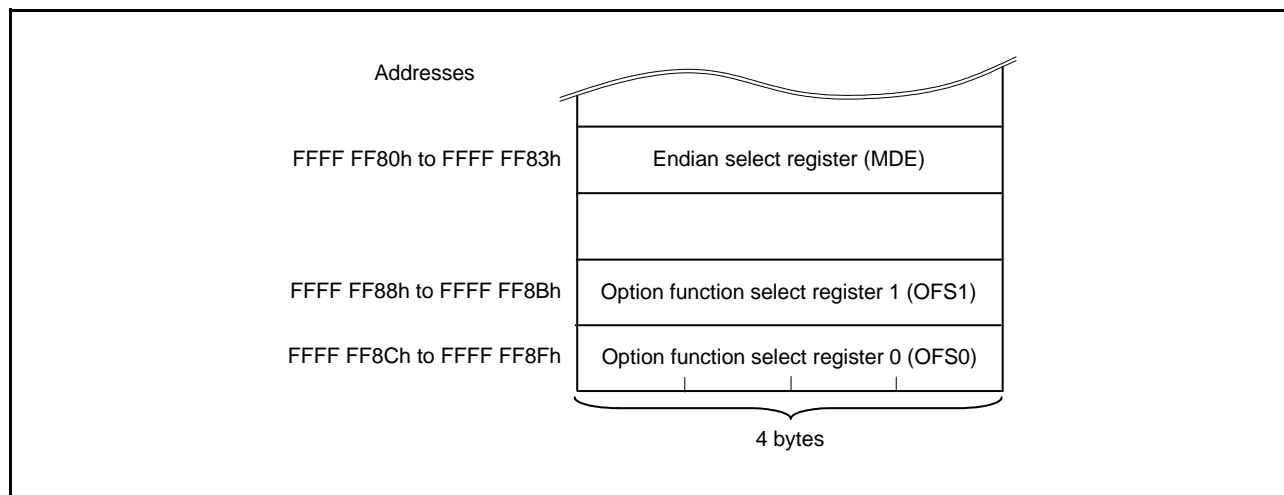 Addresses
FFFF FF80h to FFFF FF83h
Endian select register (MDE)
FFFF FF88h to FFFF FF8Bh
Option function select register 1 (OFS1)
FFFF FF8Ch to FFFF FF8Fh
Option function select register 0 (OFS0)
4 bytes